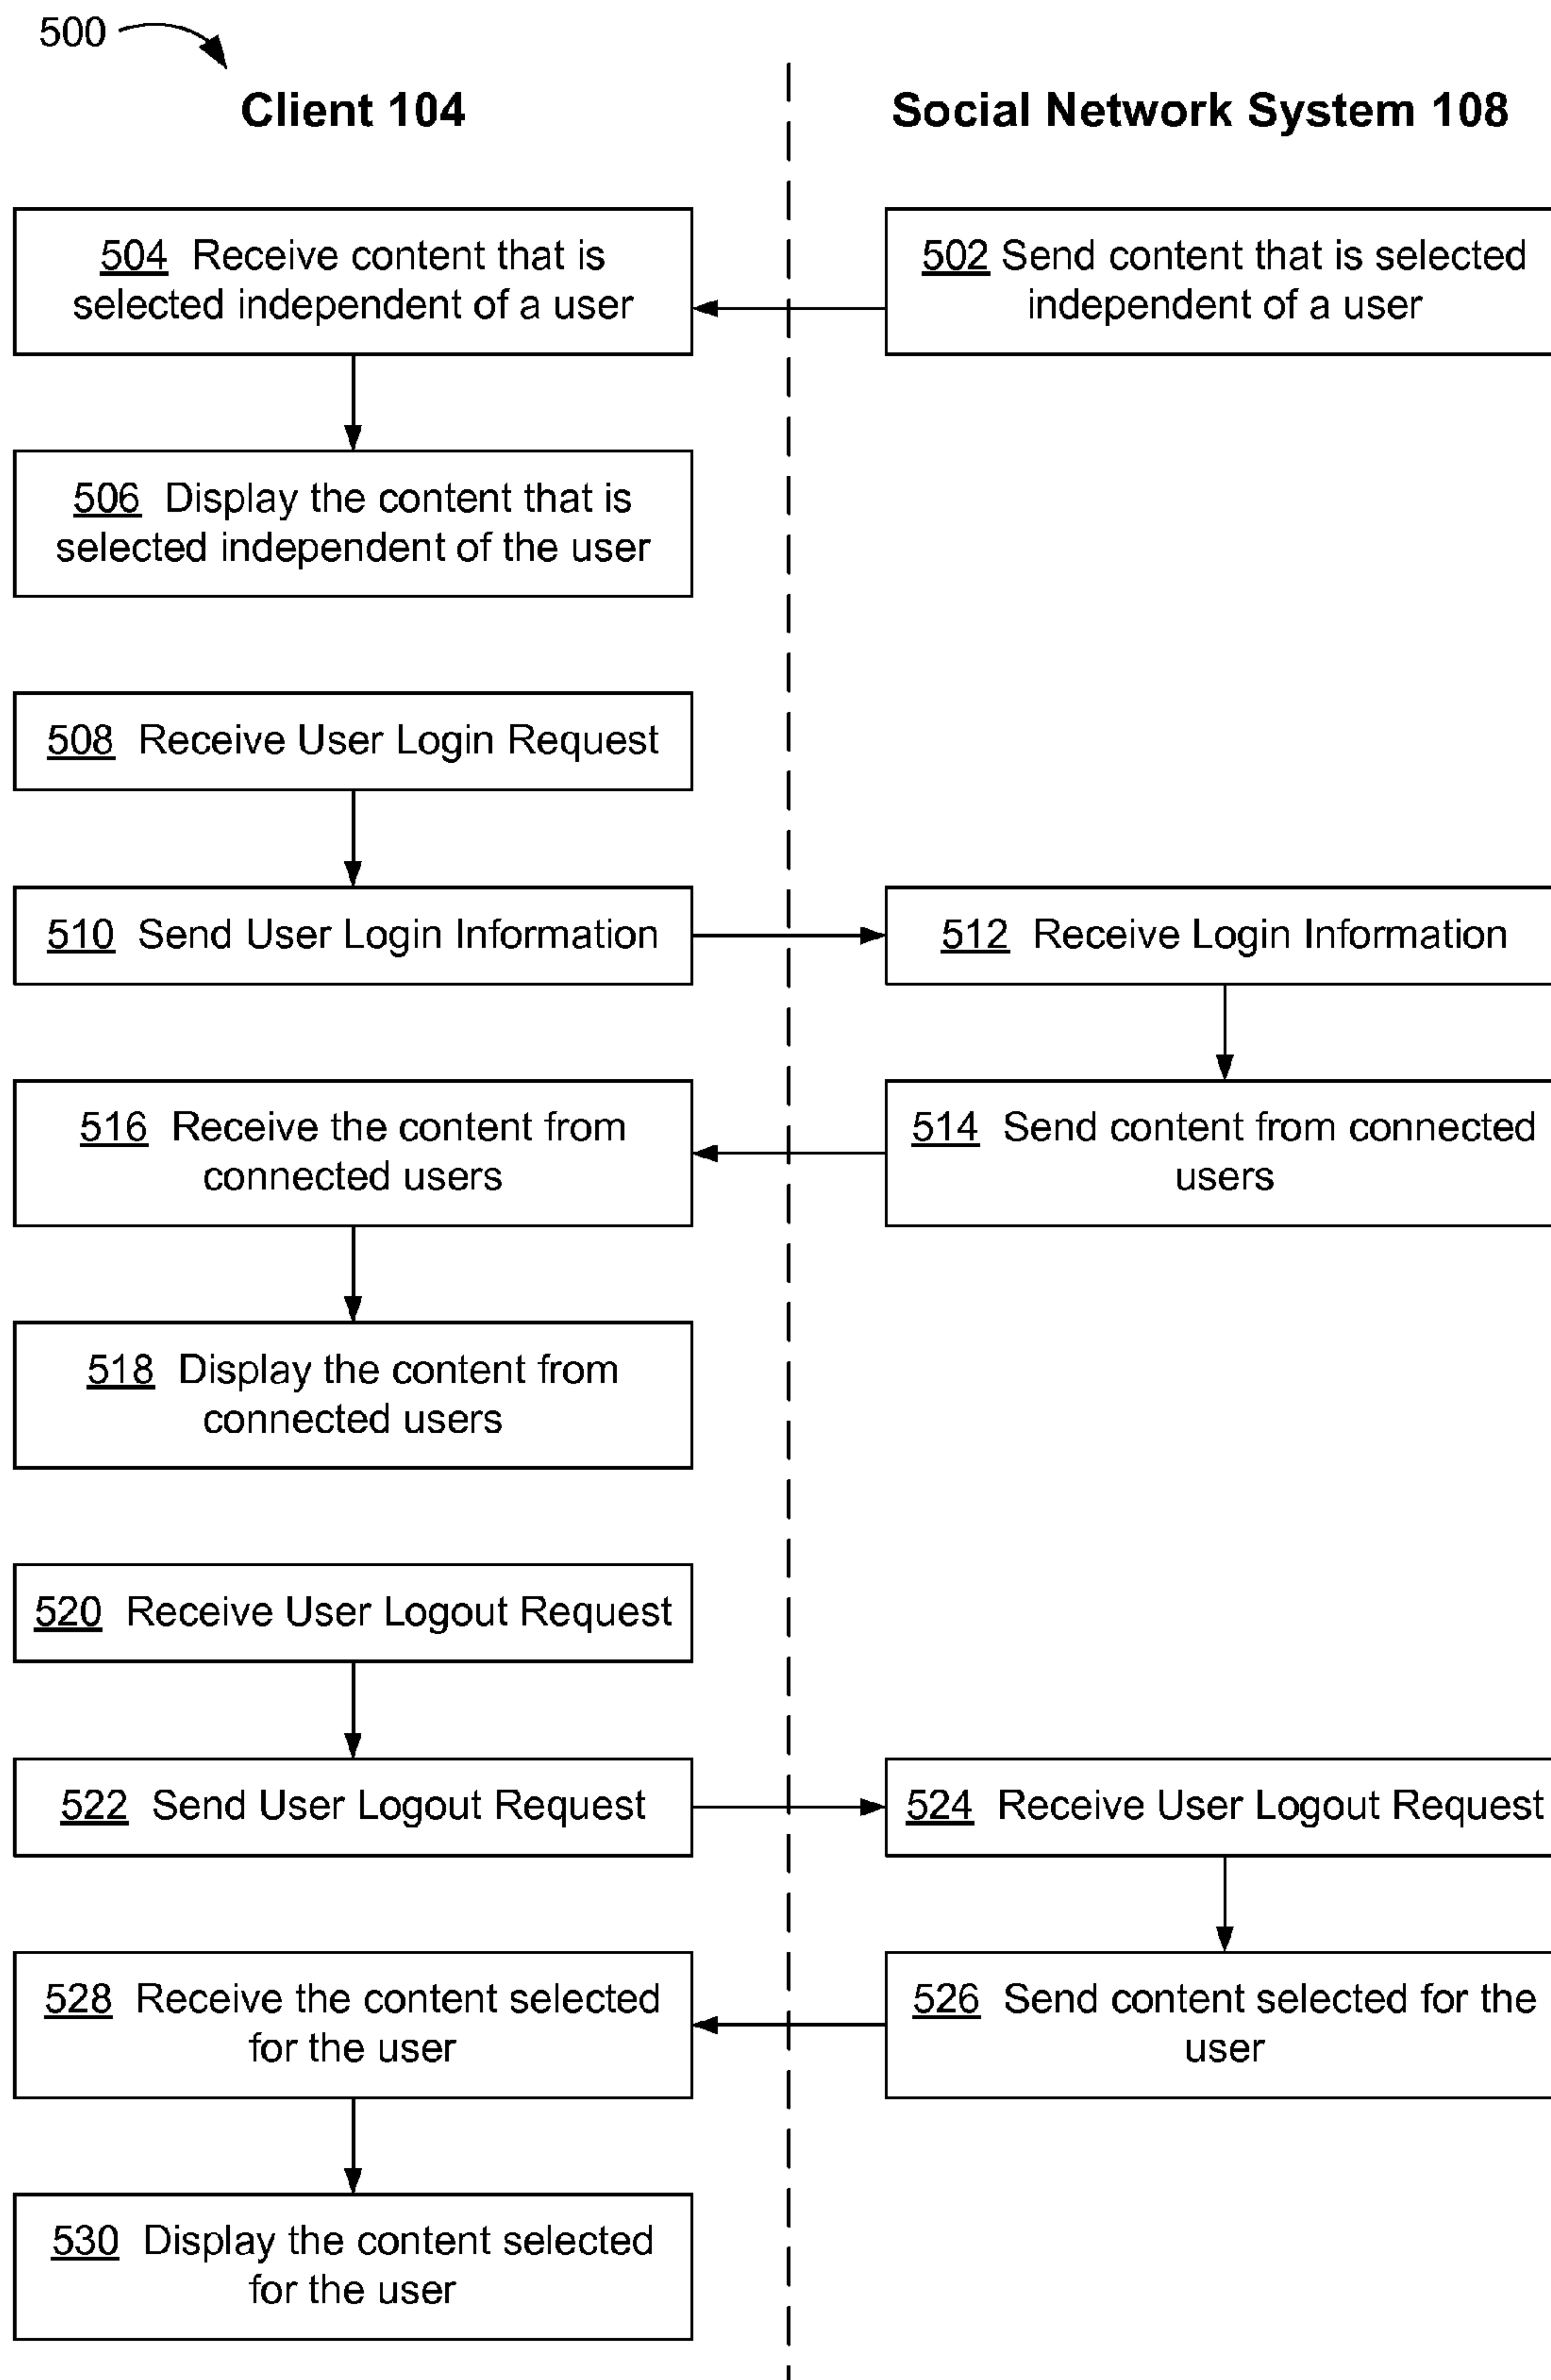 500
Client 104
Social Network System 108
504 Receive content that is
selected independent of a user
502 Send content that is selected
independent of a user
506 Display the content that is
selected independent of the user
508 Receive User Login Request
510 Send User Login Information
512 Receive Login Information
516 Receive the content from
connected users
514 Send content from connected
users
518 Display the content from
connected users
520 Receive User Logout Request
522 Send User Logout Request
524 Receive User Logout Request
528 Receive the content selected
for the user
526 Send content selected for the
user
530 Display the content selected
for the user